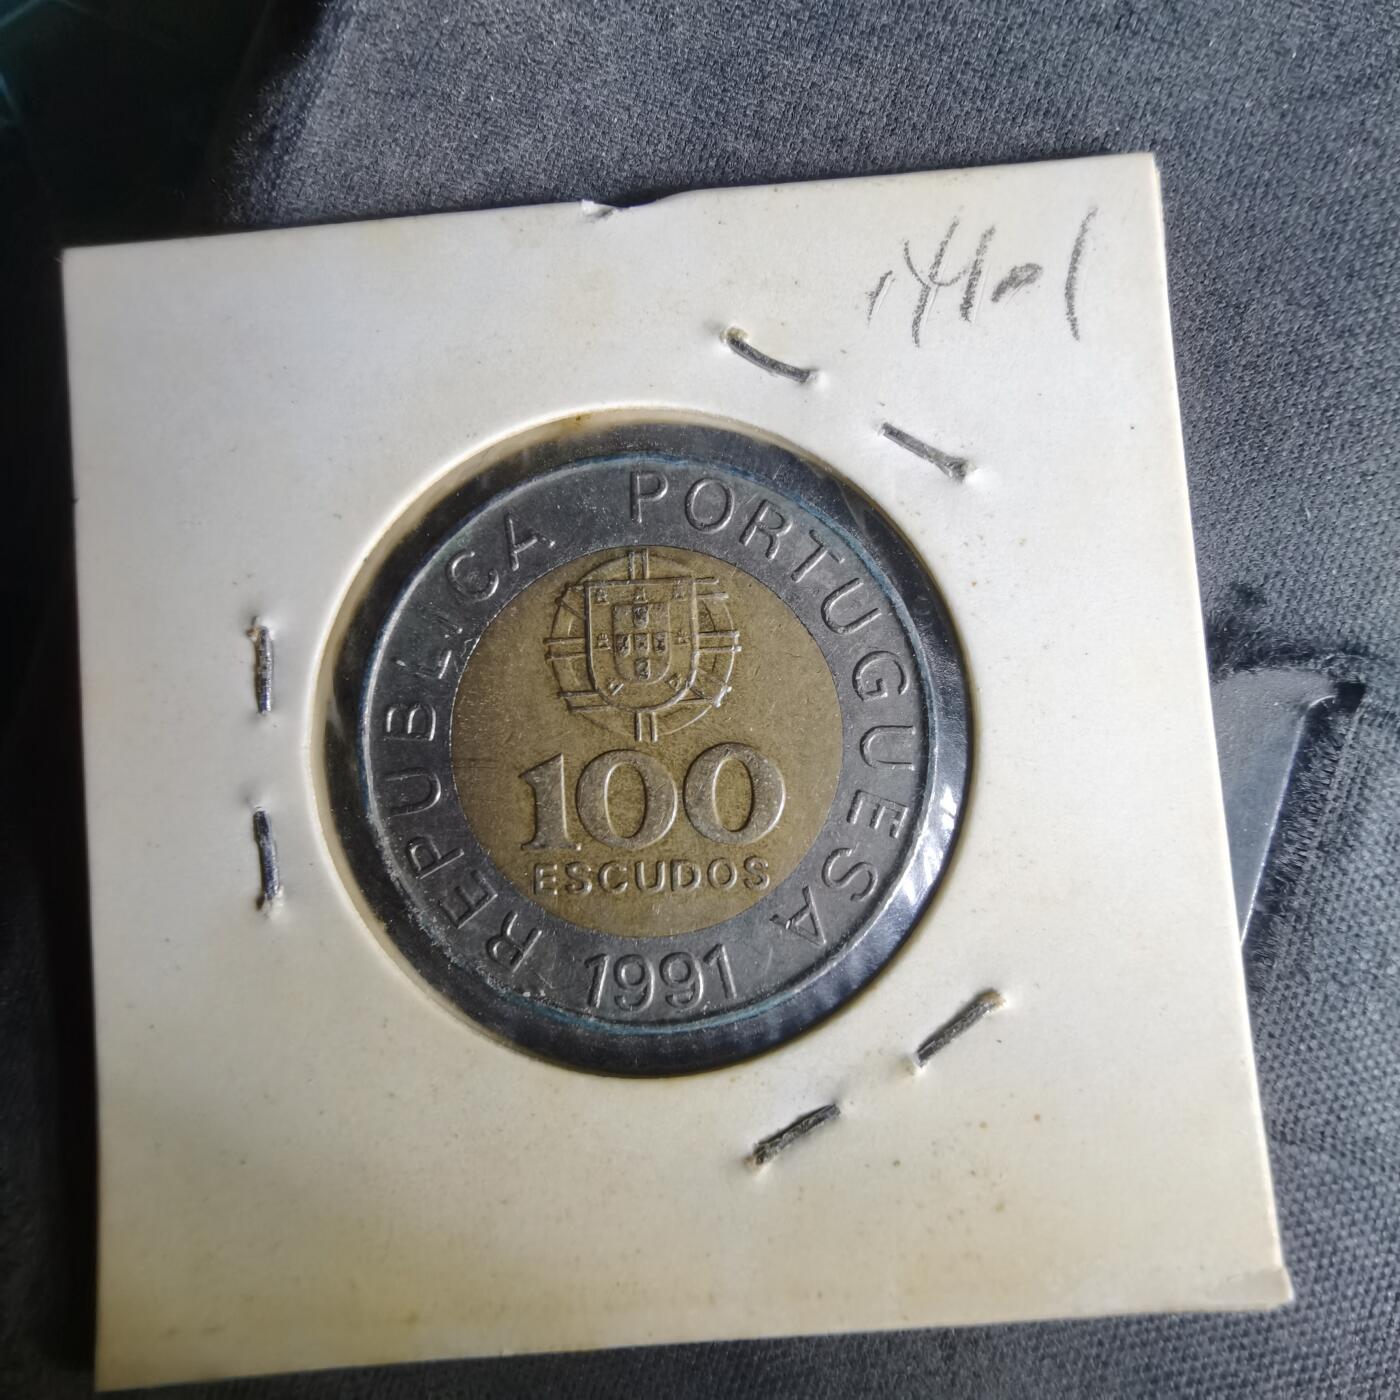 REPUBLICA PORTUGUESA
100
ESCUDOS
1991